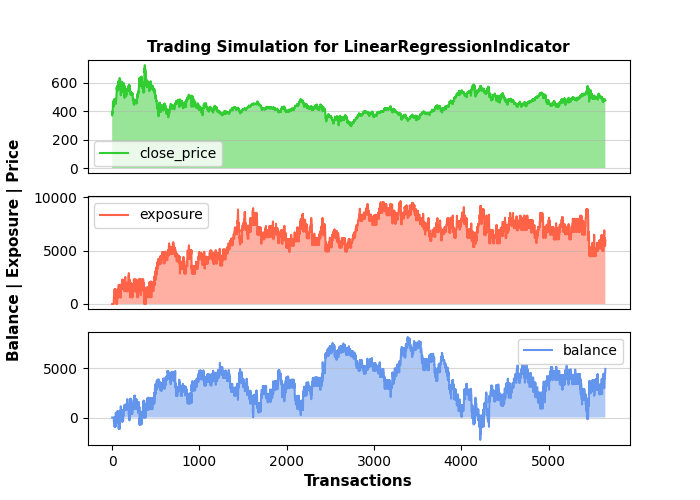 Trading Simulation for LinearRegressionIndicator
600
400
200
0
close_price
10000
5000
0
exposure
5000
0
balance
0 1000 2000 3000 4000 5000
Transactions
Balance | Exposure | Price